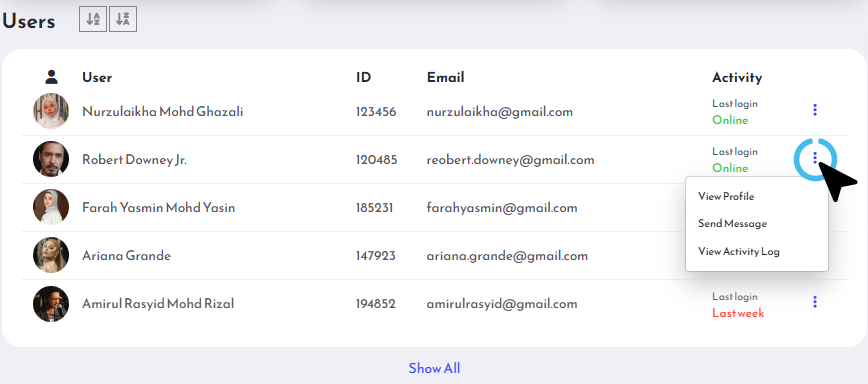 Users
User ID Email Activity
Nurzulaikha Mohd Ghazali 123456 nurzulaikha@gmail.com Last login
Online
Robert Downey Jr. 120485 reobert.downey@gmail.com Last login
Online
View Profile
Farah Yasmin Mohd Yasin 185231 farahyasmin@gmail.com
Send Message
View Activity Log
Ariana Grande 147923 ariana.grande@gmail.com
Amirul Rasyid Mohd Rizal 194852 amirulrasyid@gmail.com Last login
Last week
Show All